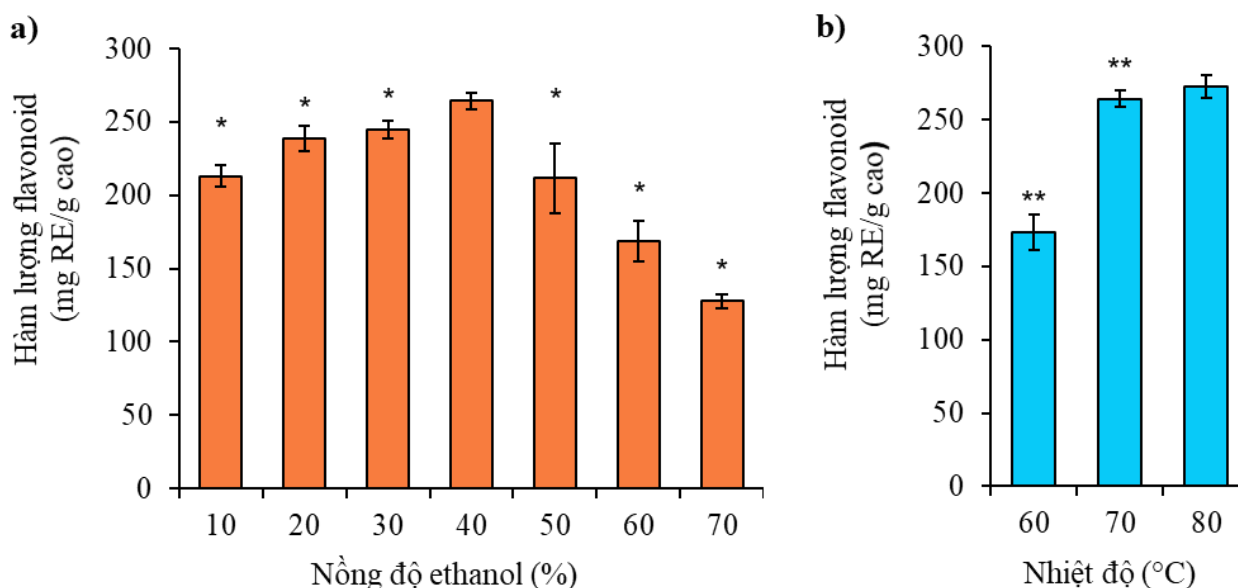 a)
Hàm lượng flavonoid
(mg RE/g cao)
300
250
200
150
100
50
0
*
*
*
*
*
*
10 20 30 40 50 60 70
Nồng độ ethanol (%)
b)
Hàm lượng flavonoid
(mg RE/g cao)
300
250
200
150
100
50
0
**
**
60 70 80
Nhiệt độ (°C)